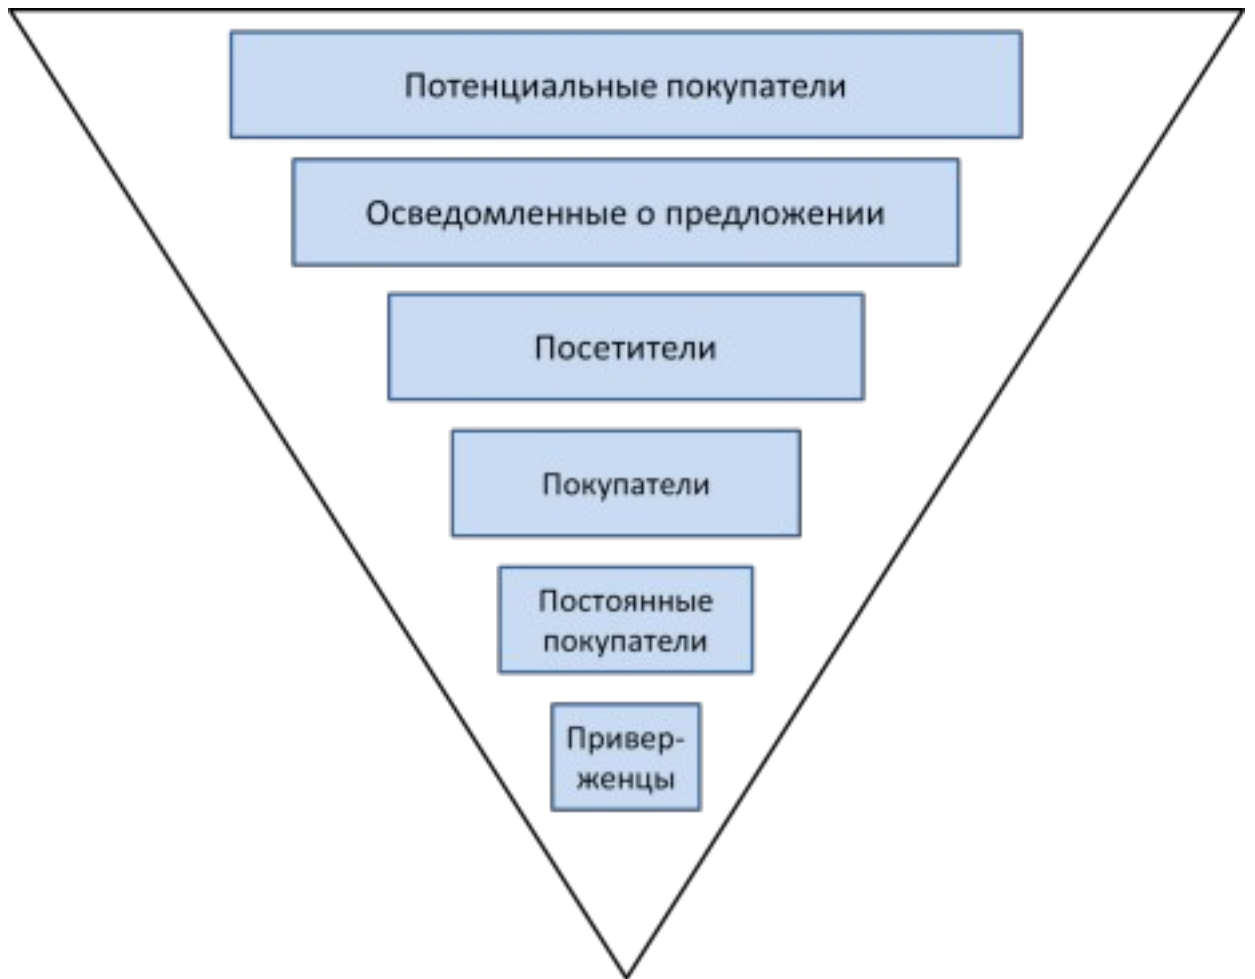 Потенциальные покупатели
Осведомленные о предложении
Посетители
Покупатели
Постоянные
покупатели
Привер-
женцы